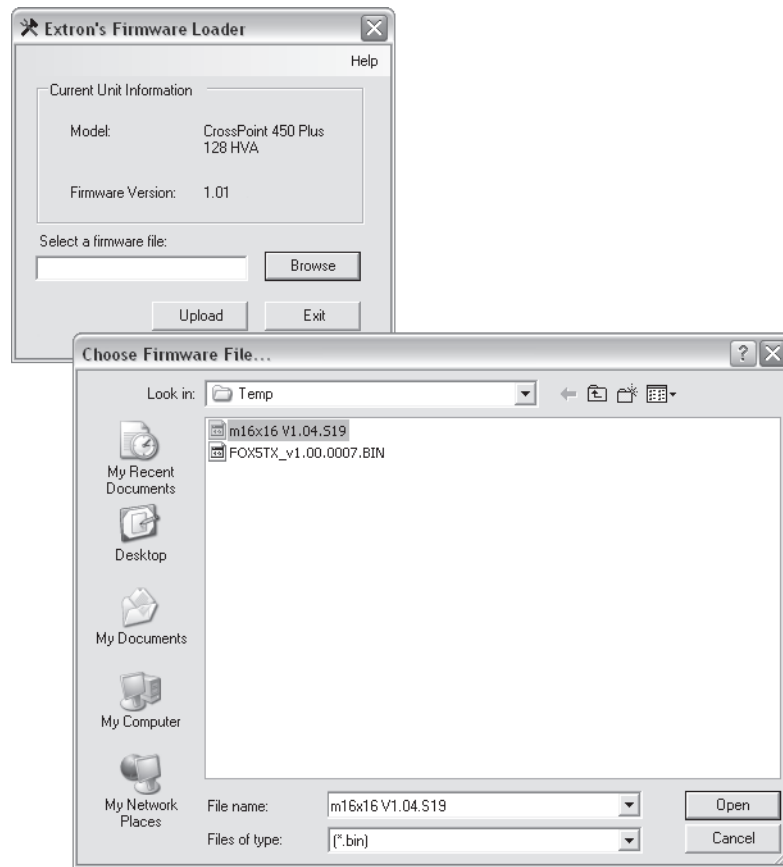 Extron's Firmware Loader
Help
Current Unit Information
Model: CrossPoint 450 Plus
128 HVA
Firmware Version: 1.01
Select a firmware file:
Browse
Upload Exit
Choose Firmware File...
Look in: Temp
m16x16 V1.04.S19
FOX5TX_v1.00.0007.BIN
My Recent
Documents
Desktop
My Documents
My Computer
My Network
Places
File name: m16x16 V1.04.S19 Open
Files of type: (*.bin) Cancel